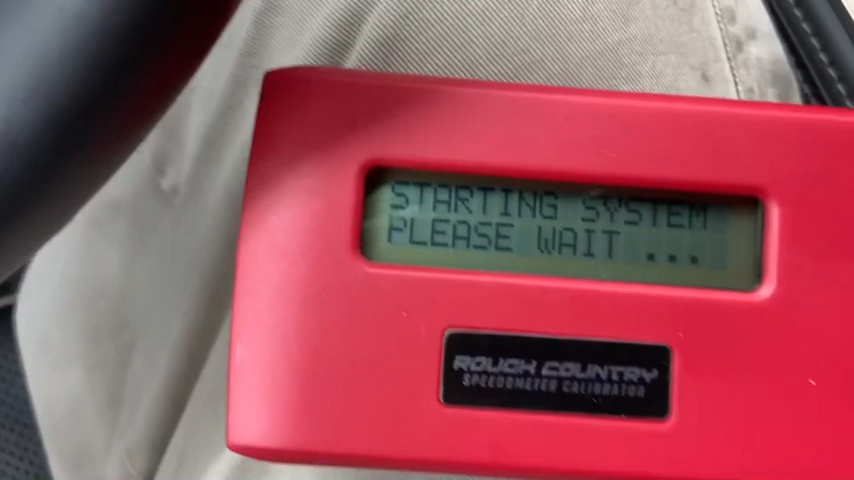 STARTING SYSTEM
PLEASE WAIT ...
ROUGH COUNTRY
SPEEDOMETER CALIBRATOR